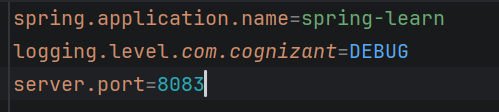 spring.application.name=spring-learn
logging.level.com.cognizant=DEBUG
server.port=8083